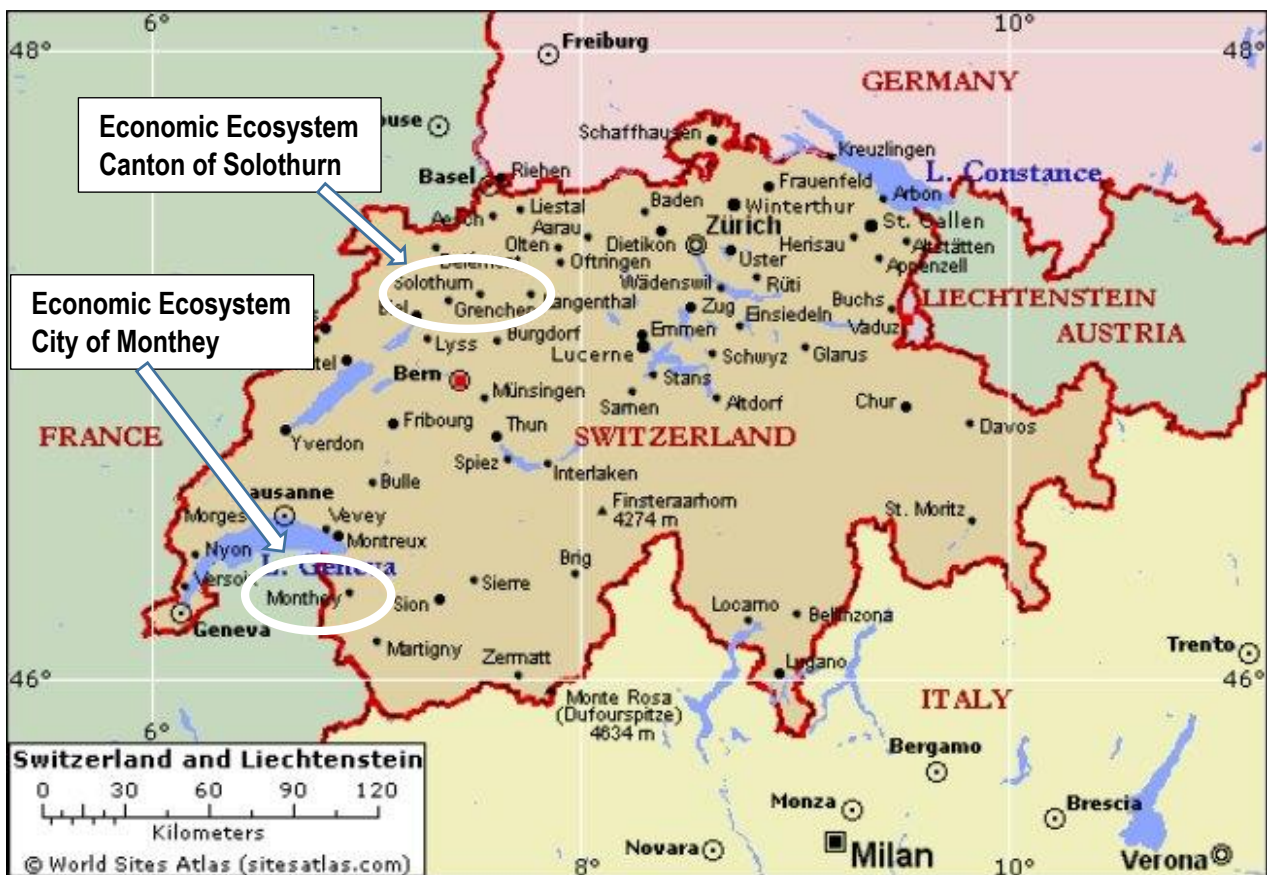 6°
10°
48°
48°
Freiburg
GERMANY
Economic Ecosystem
Canton of Solothurn
Schaffhausen
Kreuzlingen
L. Constance
Riehen
Basel
Frauenfeld
Arbon
Liestal
Baden
Winterthur
Aarau
Zürich
St. Gallen
Olten
Dietikon
Herisau
Altstätten
Oftringen
Uster
Appenzell
Solothurn
Wädenswil
Rüti
Grenchen
Langenthal
Zug
Buchs
LIECHTENSTEIN
Economic Ecosystem
City of Monthey
Einsiedeln
Vaduz
AUSTRIA
Lyss
Burgdorf
Emmen
Lucerne
Schwyz
Glarus
Bern
Stans
Münsingen
Sarnen
Altdorf
Chur
FRANCE
Fribourg
Thun
SWITZERLAND
Davos
Yverdon
Spiez
Interlaken
Bulle
Finsteraarhorn
4274 m
St. Moritz
Morges
Vevey
Montreux
Nyon
L. Geneva
Brig
Sierre
Monthey
Sion
Locarno
Bellinzona
Geneva
Martigny
Zermatt
Lugano
Trento
46°
46°
Monte Rosa
(Dufourspitze)
4634 m
ITALY
6°
Bergamo
Switzerland and Liechtenstein
0 30 60 90 120
Kilometers
© World Sites Atlas (sitesatlas.com)
Monza
Brescia
Novara
Milan
Verona
8°
10°